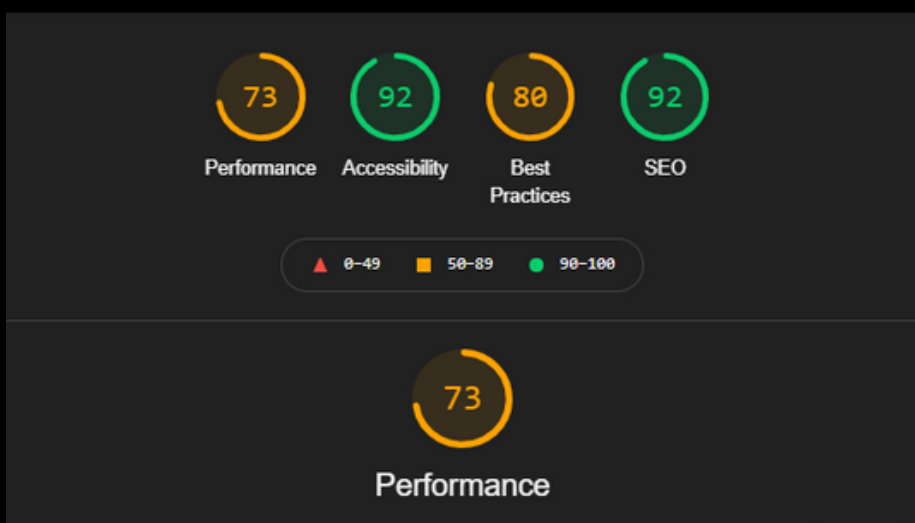 73 92 80 92
Performance Accessibility Best Practices SEO
0–49 50–89 90–100
73
Performance